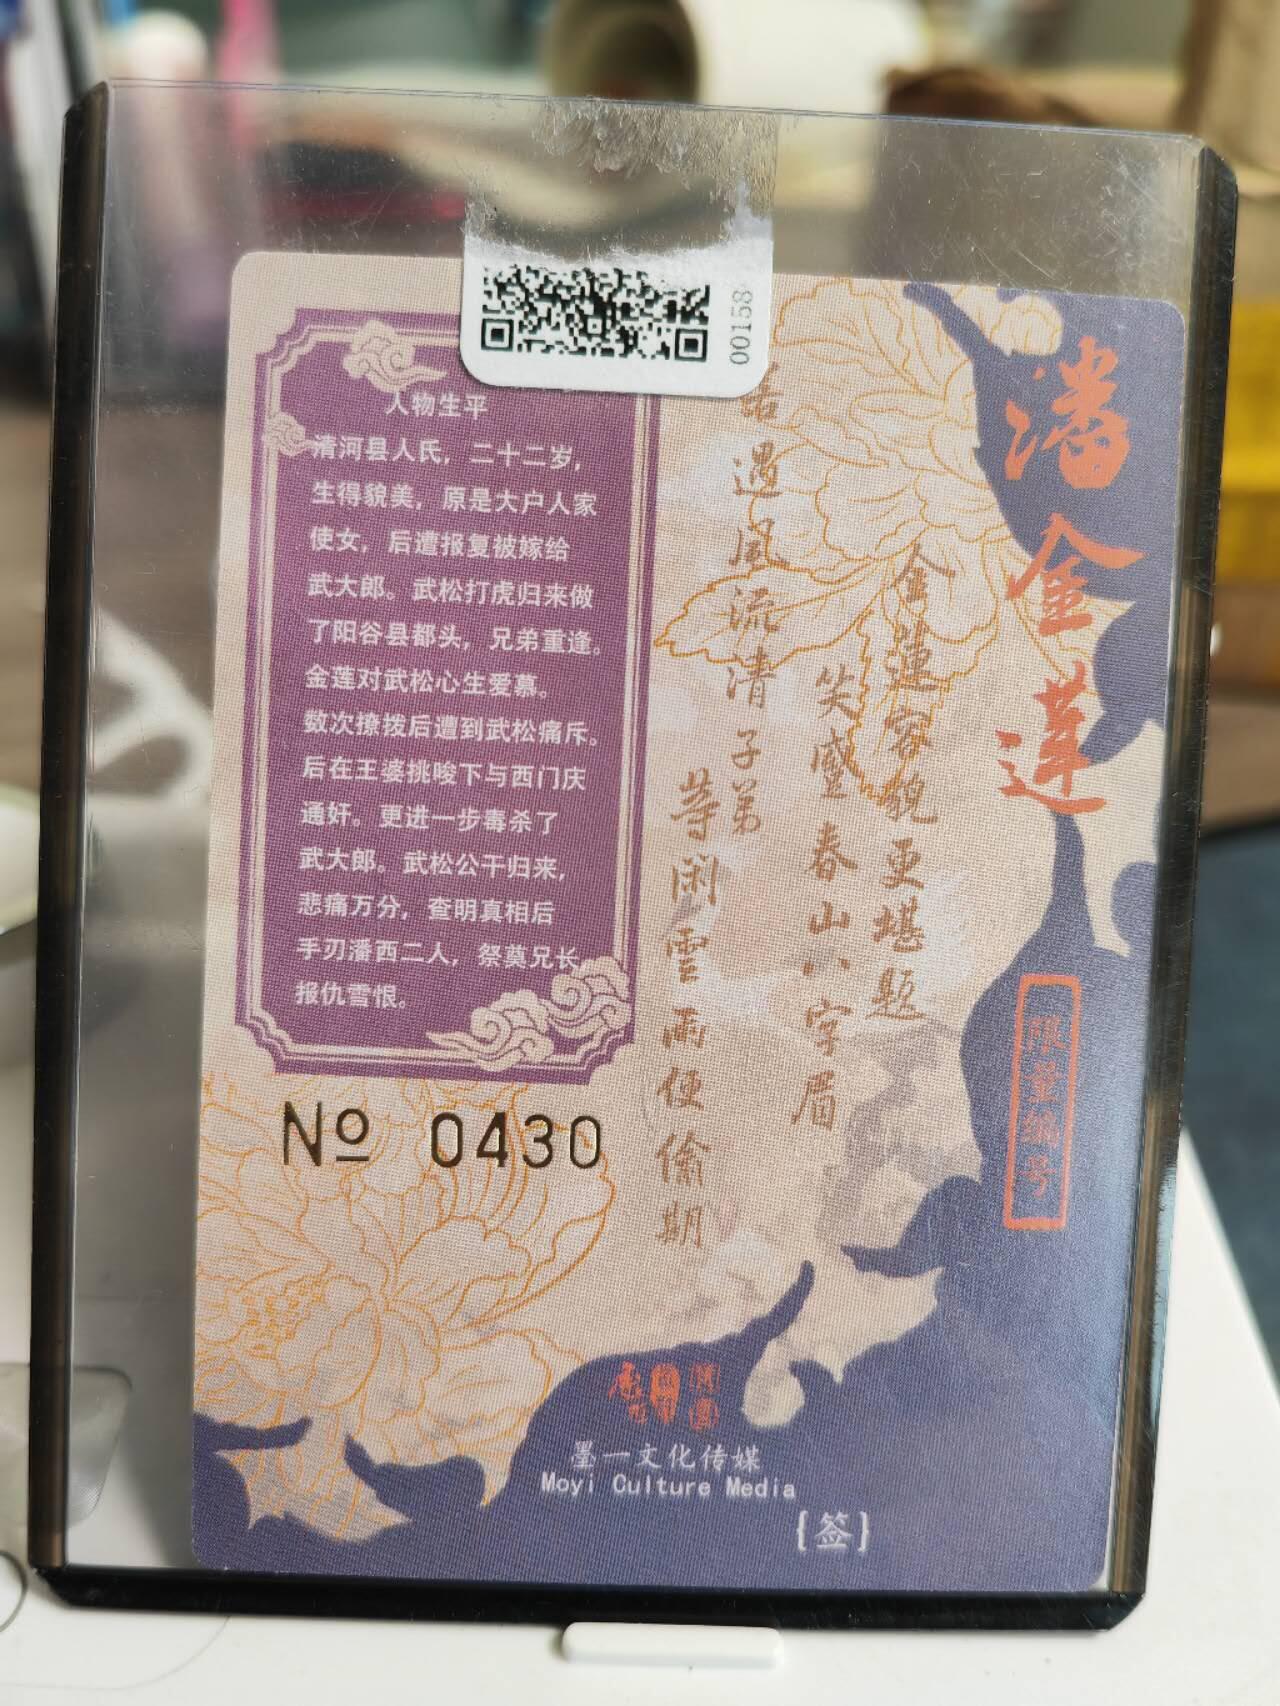 00158
人物生平
清河县人氏，二十二岁，
生得貌美，原是大户人家
使女，后遭报复被嫁给
武大郎。武松打虎归来做
了阳谷县都头，兄弟重逢。
金莲对武松心生爱慕。
数次撩拨后遭到武松痛斥。
后在王婆挑唆下与西门庆
通奸。更进一步毒杀了
武大郎。武松公干归来，
悲痛万分，查明真相后
手刃潘西二人，祭奠兄长
报仇雪恨。
潘金莲
金蓮容貌更堪题
笑蹙春山八字眉
若遇風流清子弟
等闲雲雨便偷期
限量编号
№ 0430
墨一文化传媒
Moyi Culture Media
{签}